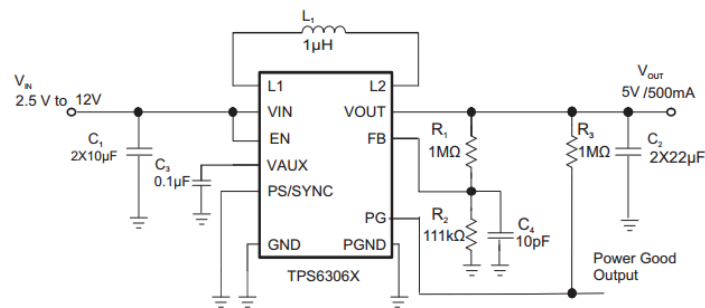 L1
1µH
VIN
2.5 V to 12V
C1
2X10µF
C3
0.1µF
L1
L2
VIN
VOUT
EN
FB
VAUX
PS/SYNC
PG
GND
PGND
TPS6306X
R1
1MΩ
R2
111kΩ
C4
10pF
R3
1MΩ
VOUT
5V /500mA
C2
2X22µF
Power Good
Output